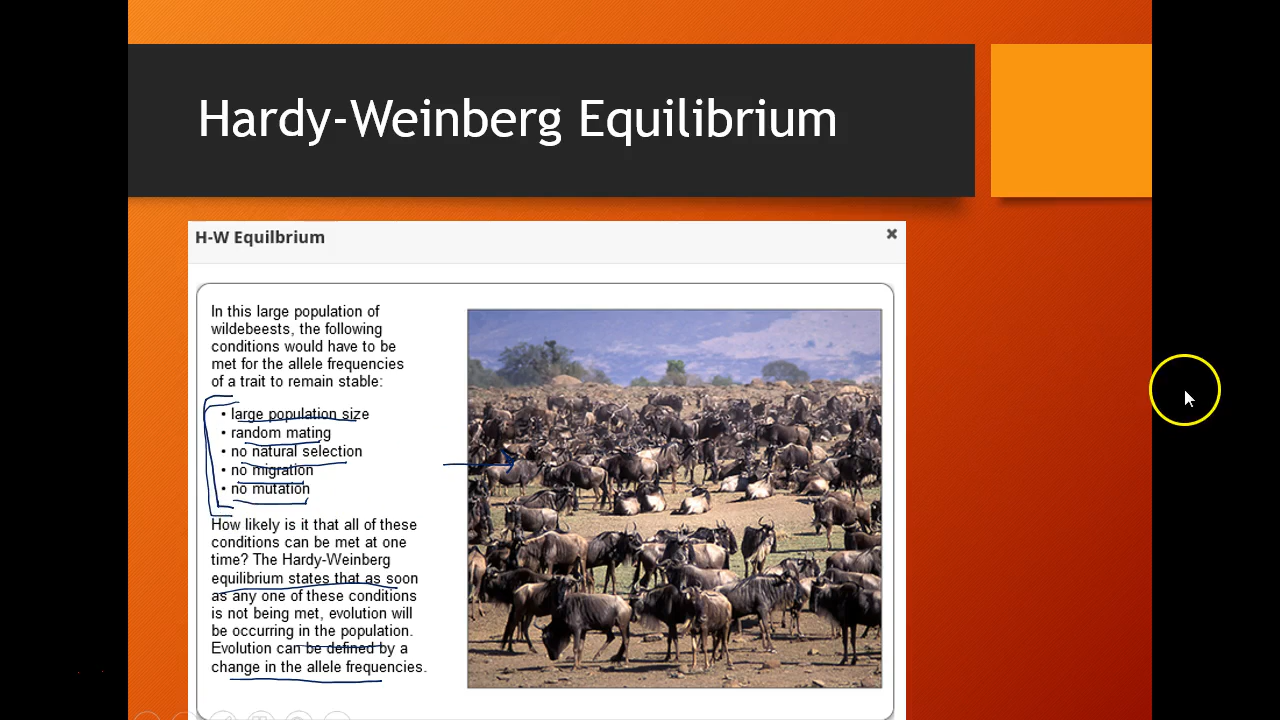 Hardy-Weinberg Equilibrium
H-W Equilbrium
✖
In this large population of
wildebeests, the following
conditions would have to be
met for the allele frequencies
of a trait to remain stable:
• large population size
• random mating
• no natural selection
• no migration
• no mutation
How likely is it that all of these
conditions can be met at one
time? The Hardy-Weinberg
equilibrium states that as soon
as any one of these conditions
is not being met, evolution will
be occurring in the population.
Evolution can be defined by a
change in the allele frequencies.